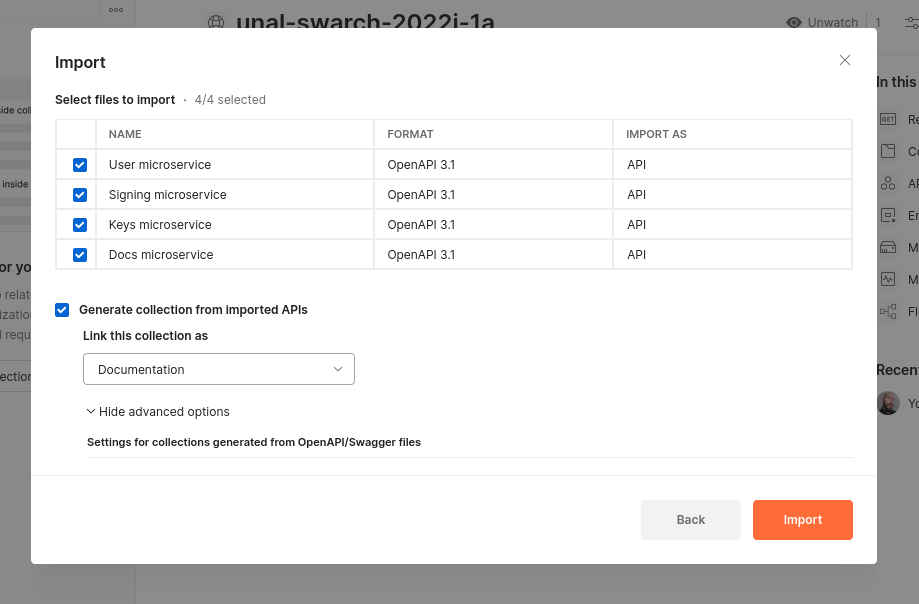 unal-swarch-2022i-1a
Unwatch 1
Import
In this
Select files to import · 4/4 selected
NAME FORMAT IMPORT AS
User microservice OpenAPI 3.1 API
Signing microservice OpenAPI 3.1 API
Keys microservice OpenAPI 3.1 API
Docs microservice OpenAPI 3.1 API
GET
inside
Generate collection from imported APIs
Link this collection as
Documentation
Recen
Hide advanced options
Settings for collections generated from OpenAPI/Swagger files
Back Import